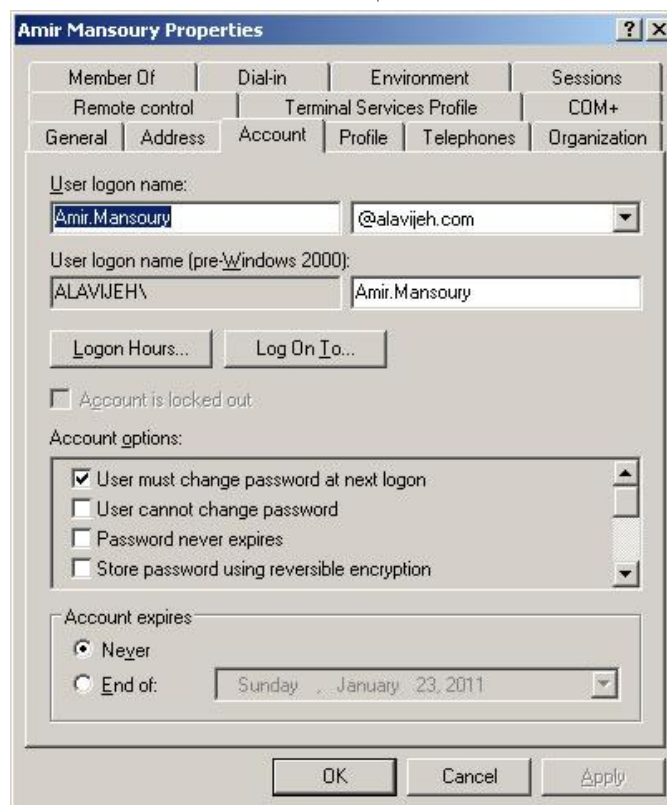 Amir Mansoury Properties
Member Of Dial-in Environment Sessions
Remote control Terminal Services Profile COM+
General Address Account Profile Telephones Organization
User logon name:
Amir.Mansoury @alavijeh.com
User logon name (pre-Windows 2000):
ALAVIJEH\ Amir.Mansoury
Logon Hours... Log On To...
Account is locked out
Account options:
User must change password at next logon
User cannot change password
Password never expires
Store password using reversible encryption
Account expires
Never
End of: Sunday , January 23, 2011
OK Cancel Apply